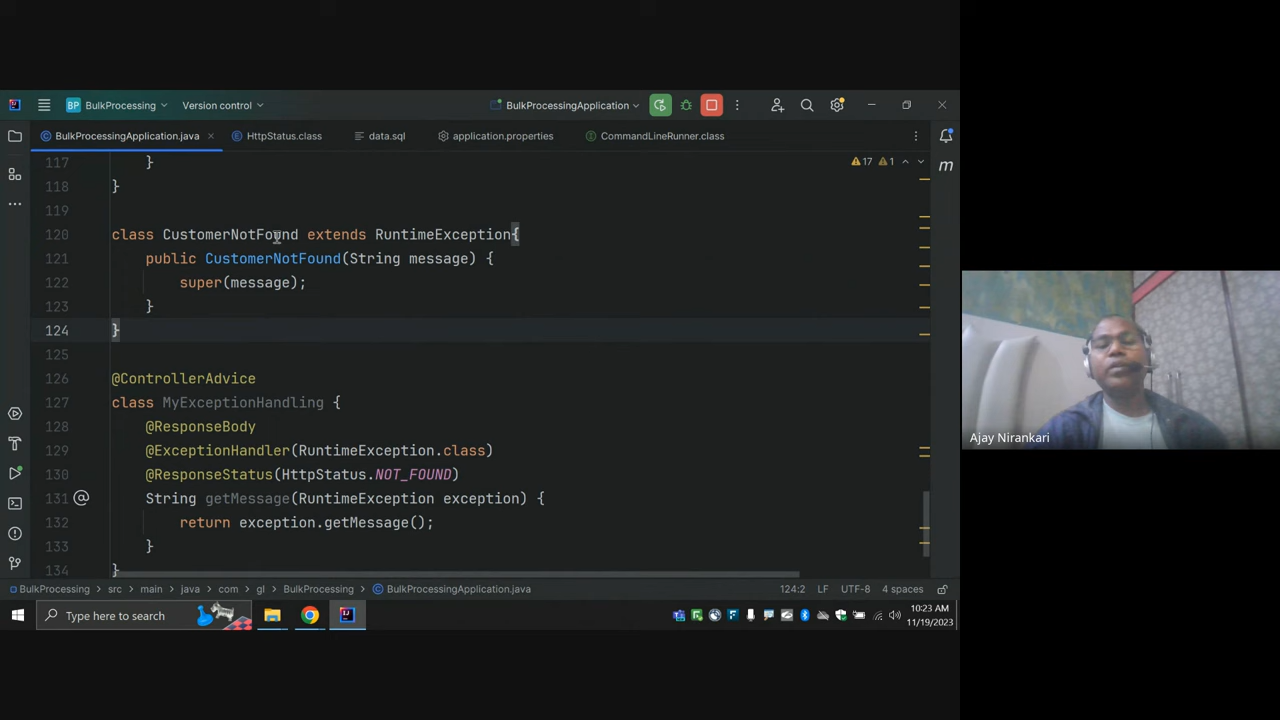 BP BulkProcessing Version control BulkProcessingApplication
BulkProcessingApplication.java HttpStatus.class data.sql application.properties CommandLineRunner.class
117 }
17 1
118 }
119
120 class CustomerNotFound extends RuntimeException{
121 public CustomerNotFound(String message) {
122 super(message);
123 }
124 }
125
126 @ControllerAdvice
127 class MyExceptionHandling {
128 @ResponseBody
129 @ExceptionHandler(RuntimeException.class)
130 @ResponseStatus(HttpStatus.NOT_FOUND)
131 String getMessage(RuntimeException exception) {
132 return exception.getMessage();
133 }
134 }
m
Ajay Nirankari
BulkProcessing src main java com gl BulkProcessing BulkProcessingApplication.java 124:2 LF UTF-8 4 spaces
Type here to search
10:23 AM
11/19/2023